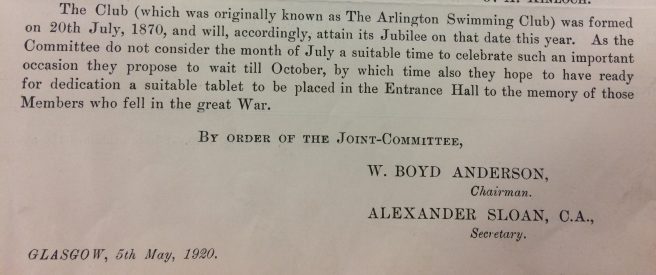 The Club (which was originally known as The Arlington Swimming Club) was formed
on 20th July, 1870, and will, accordingly, attain its Jubilee on that date this year. As the
Committee do not consider the month of July a suitable time to celebrate such an important
occasion they propose to wait till October, by which time also they hope to have ready
for dedication a suitable tablet to be placed in the Entrance Hall to the memory of those
Members who fell in the great War.
By order of the Joint-Committee,
W. BOYD ANDERSON,
Chairman.
ALEXANDER SLOAN, C.A.,
Secretary.
GLASGOW, 5th May, 1920.